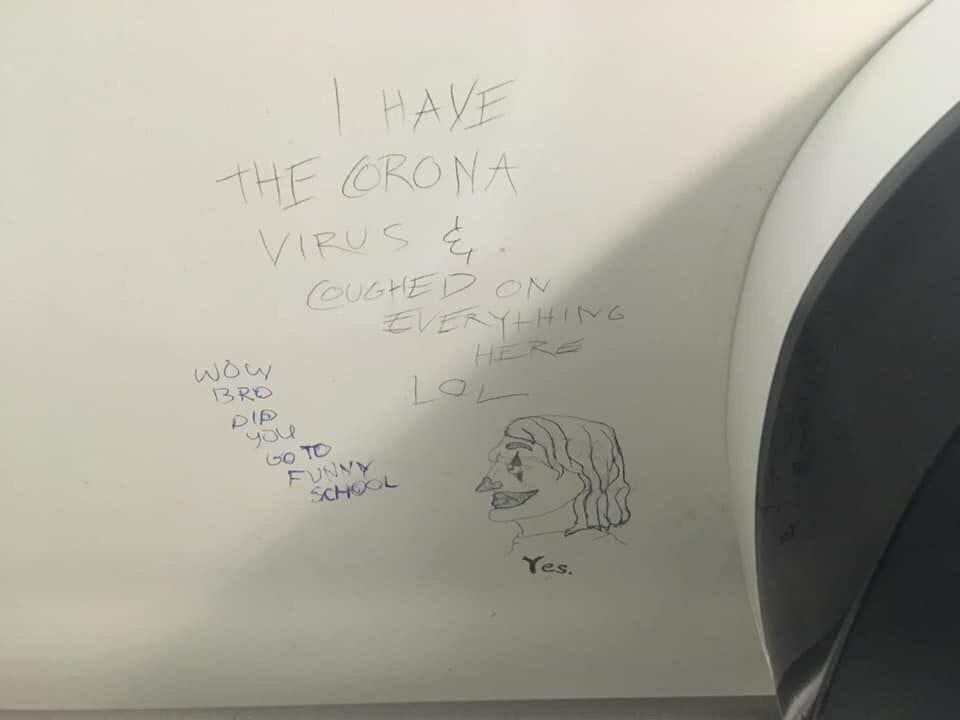 I HAVE
THE CORONA
VIRUS &
COUGHED ON
EVERYTHING
HERE
LOL
WOW
BRO
DID
YOU
GO TO
FUNNY
SCHOOL
Yes.